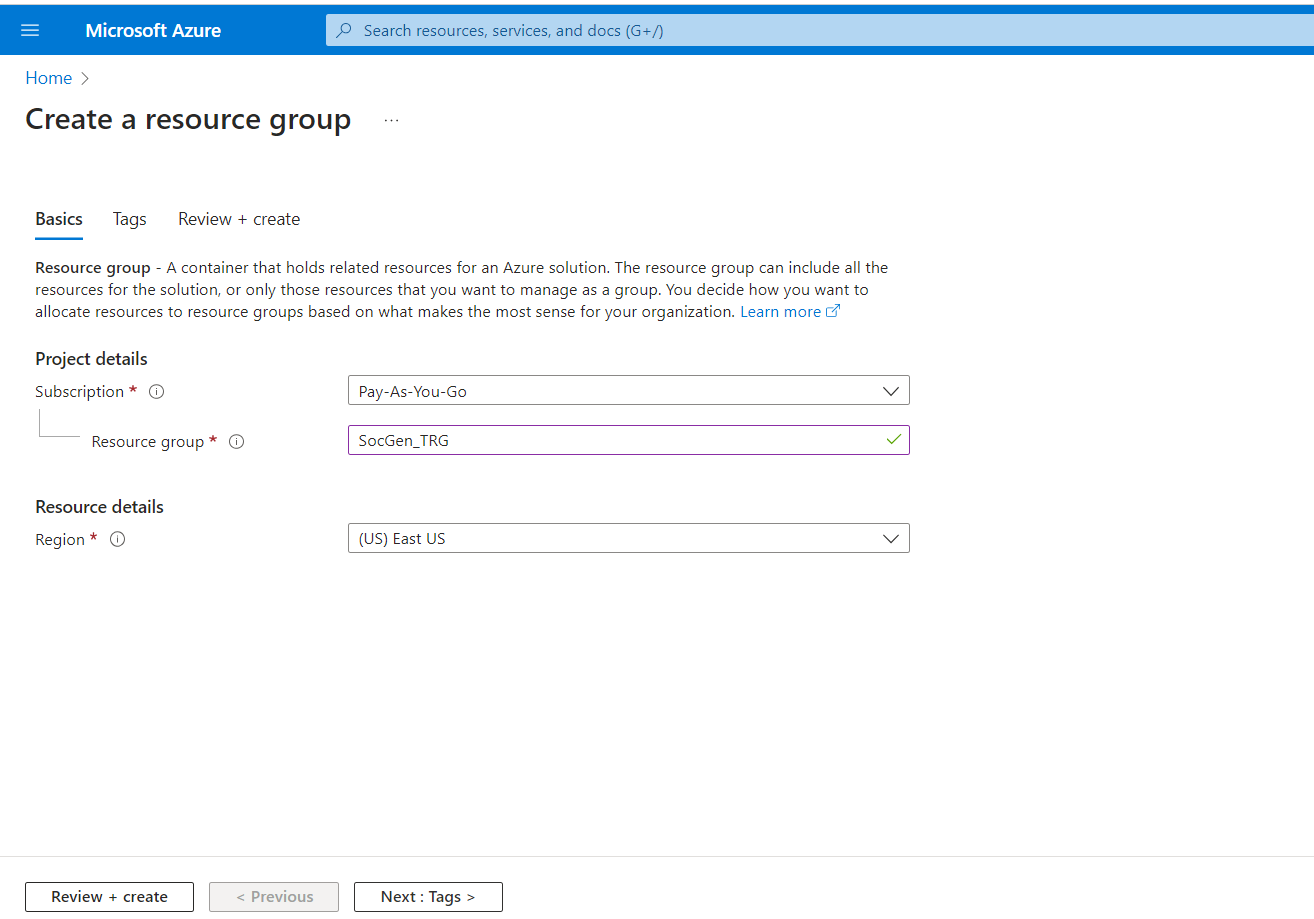 Microsoft Azure
Search resources, services, and docs (G+/)
Home
Create a resource group
...
Basics Tags Review + create
Resource group - A container that holds related resources for an Azure solution. The resource group can include all the
resources for the solution, or only those resources that you want to manage as a group. You decide how you want to
allocate resources to resource groups based on what makes the most sense for your organization. Learn more
Project details
Subscription * Pay-As-You-Go
Resource group * SocGen_TRG
Resource details
Region * (US) East US
Review + create < Previous Next : Tags >